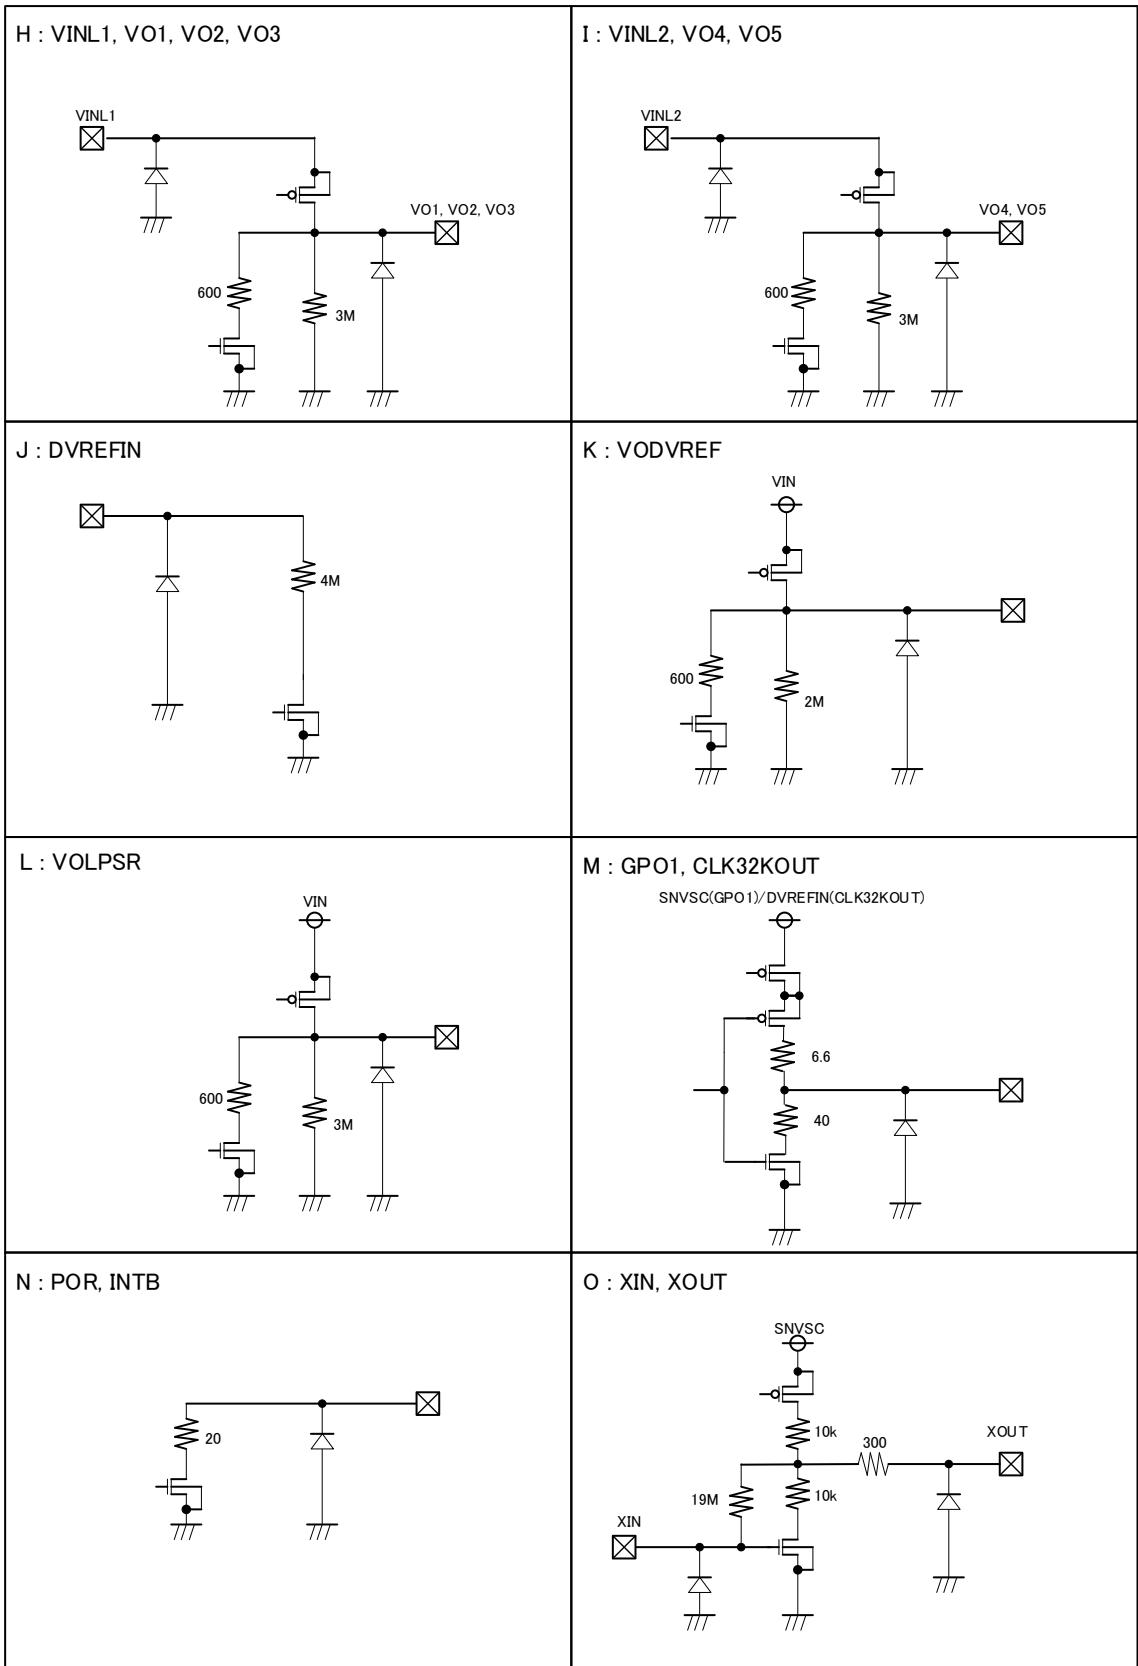 H : VINL1, VO1, VO2, VO3
VINL1
VO1, VO2, VO3
600
3M
I : VINL2, VO4, VO5
VINL2
VO4, VO5
600
3M
J : DVREFIN
4M
K : VODVREF
VIN
600
2M
L : VOLPSR
VIN
600
3M
M : GPO1, CLK32KOUT
SNVSC(GPO1)/DVREFIN(CLK32KOUT)
6.6
40
N : POR, INTB
20
O : XIN, XOUT
SNVSC
10k
300
XOUT
19M
10k
XIN